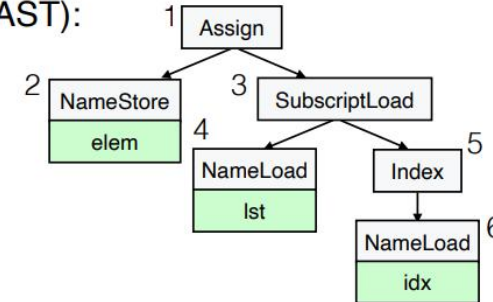 AST):
1
Assign
2
NameStore
elem
3
SubscriptLoad
4
NameLoad
lst
5
Index
6
NameLoad
idx